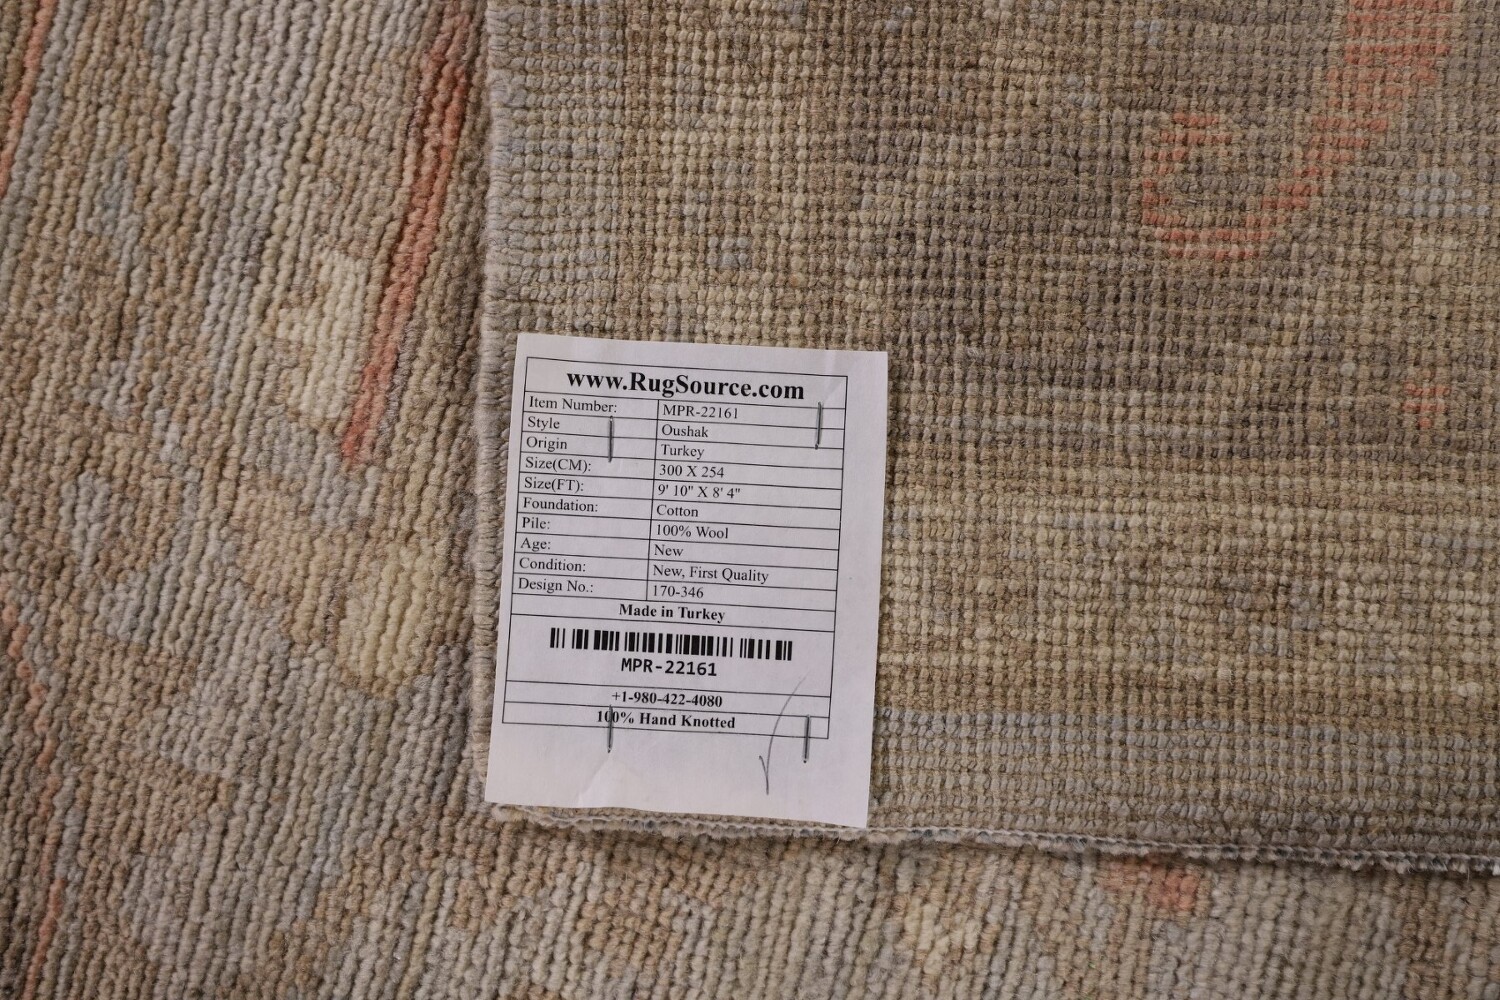 www.RugSource.com
Item Number: MPR-22161
Style Oushak
Origin Turkey
Size(CM): 300 X 254
Size(FT): 9' 10" X 8' 4"
Foundation: Cotton
Pile: 100% Wool
Age: New
Condition: New, First Quality
Design No.: 170-346
Made in Turkey
MPR-22161
+1-980-422-4080
100% Hand Knotted